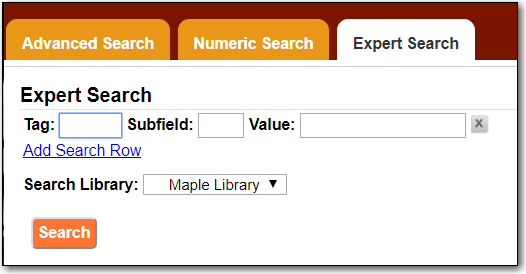 Advanced Search Numeric Search Expert Search
Expert Search
Tag: Subfield: Value: x
Add Search Row
Search Library: Maple Library ▼
Search